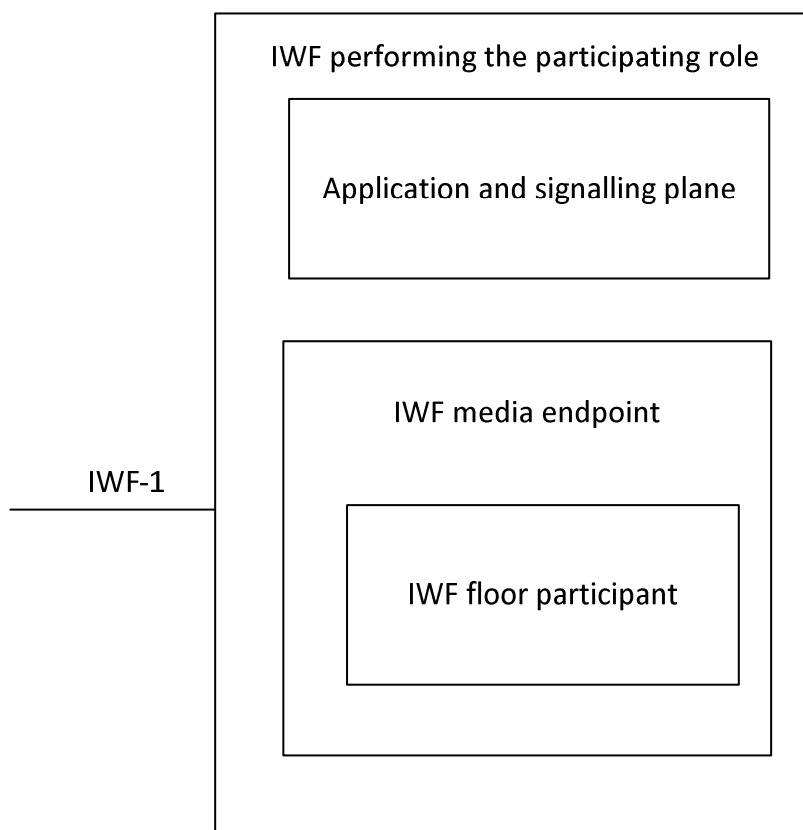 IWF performing the participating role
Application and signalling plane
IWF media endpoint
IWF-1
IWF floor participant